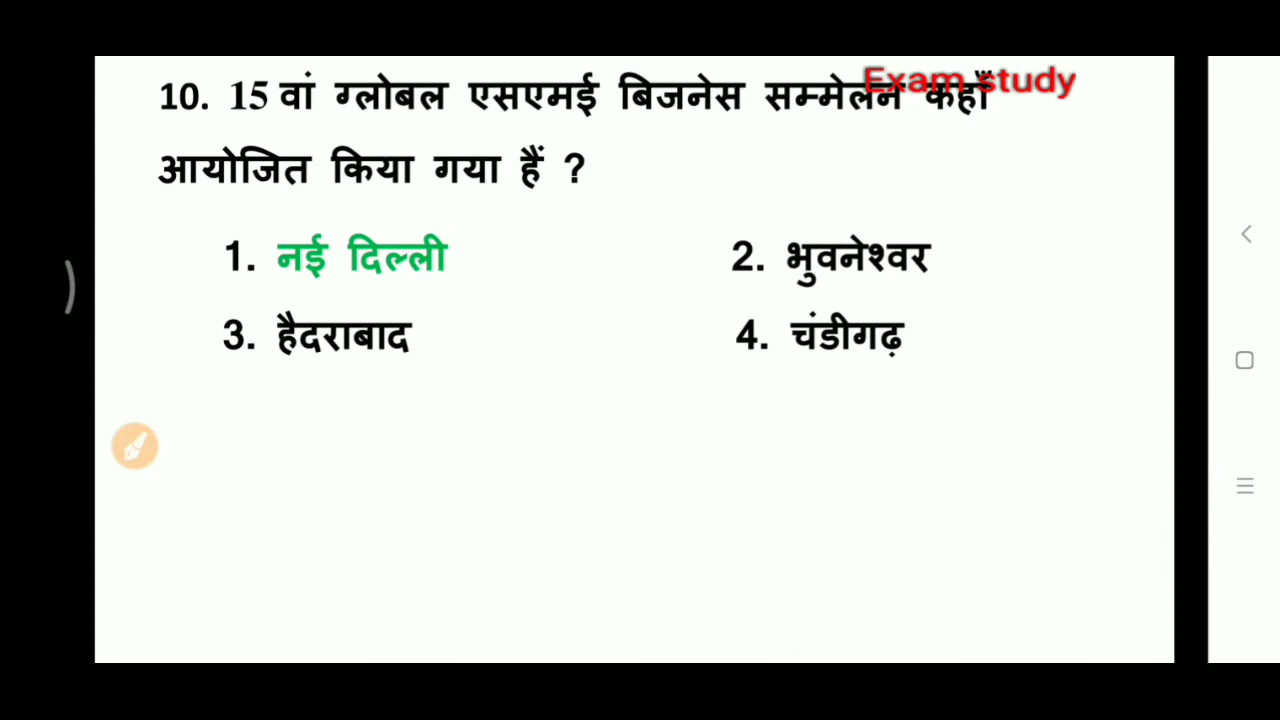 Exam study
10. 15 वां ग्लोबल एसएमई बिजनेस सम्मेलन कहाँ
आयोजित किया गया हैं ?
1. नई दिल्ली 2. भुवनेश्वर
3. हैदराबाद 4. चंडीगढ़